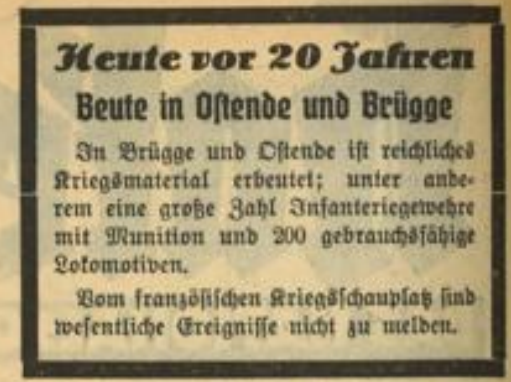 Heute vor 20 Jahren
Beute in Ostende und Brügge
In Brügge und Ostende ist reichliches
Kriegsmaterial erbeutet; unter ande-
rem eine große Zahl Infanteriegewehre
mit Munition und 200 gebrauchsfähige
Lokomotiven.
Vom französischen Kriegsschauplatz sind
wesentliche Ereignisse nicht zu melden.